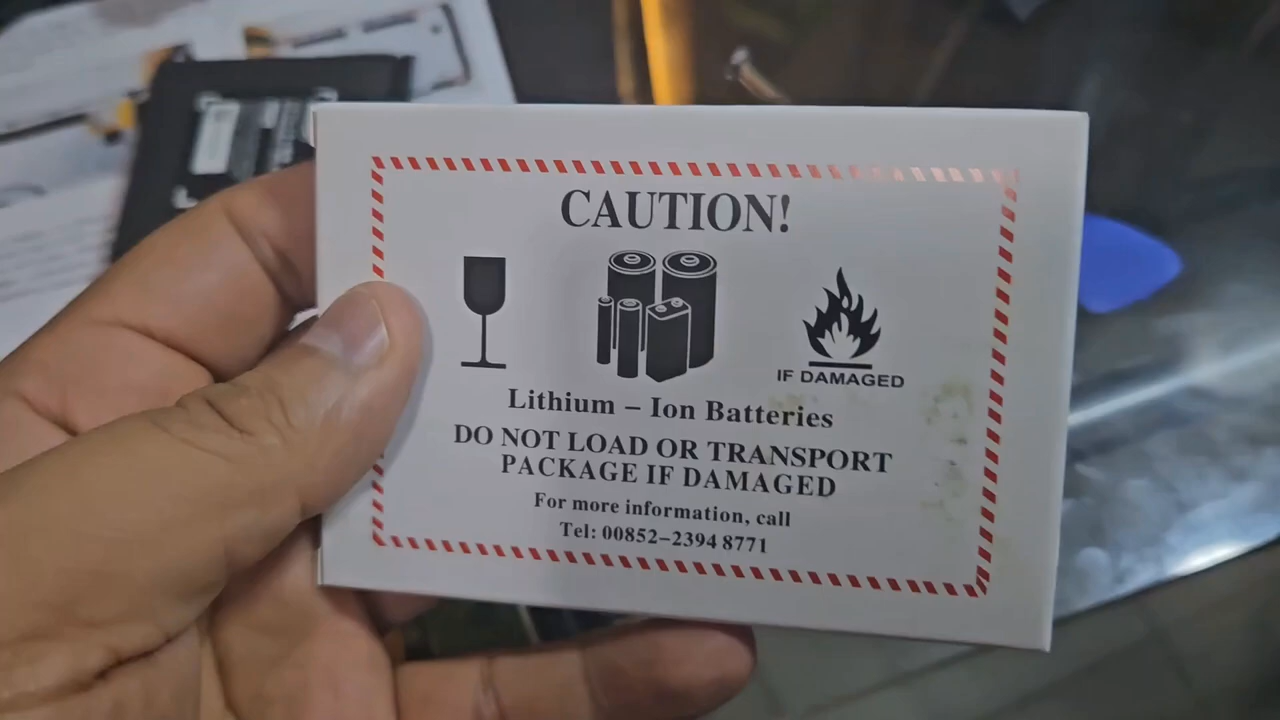 CAUTION!
IF DAMAGED
Lithium – Ion Batteries
DO NOT LOAD OR TRANSPORT
PACKAGE IF DAMAGED
For more information, call
Tel: 00852–2394 8771